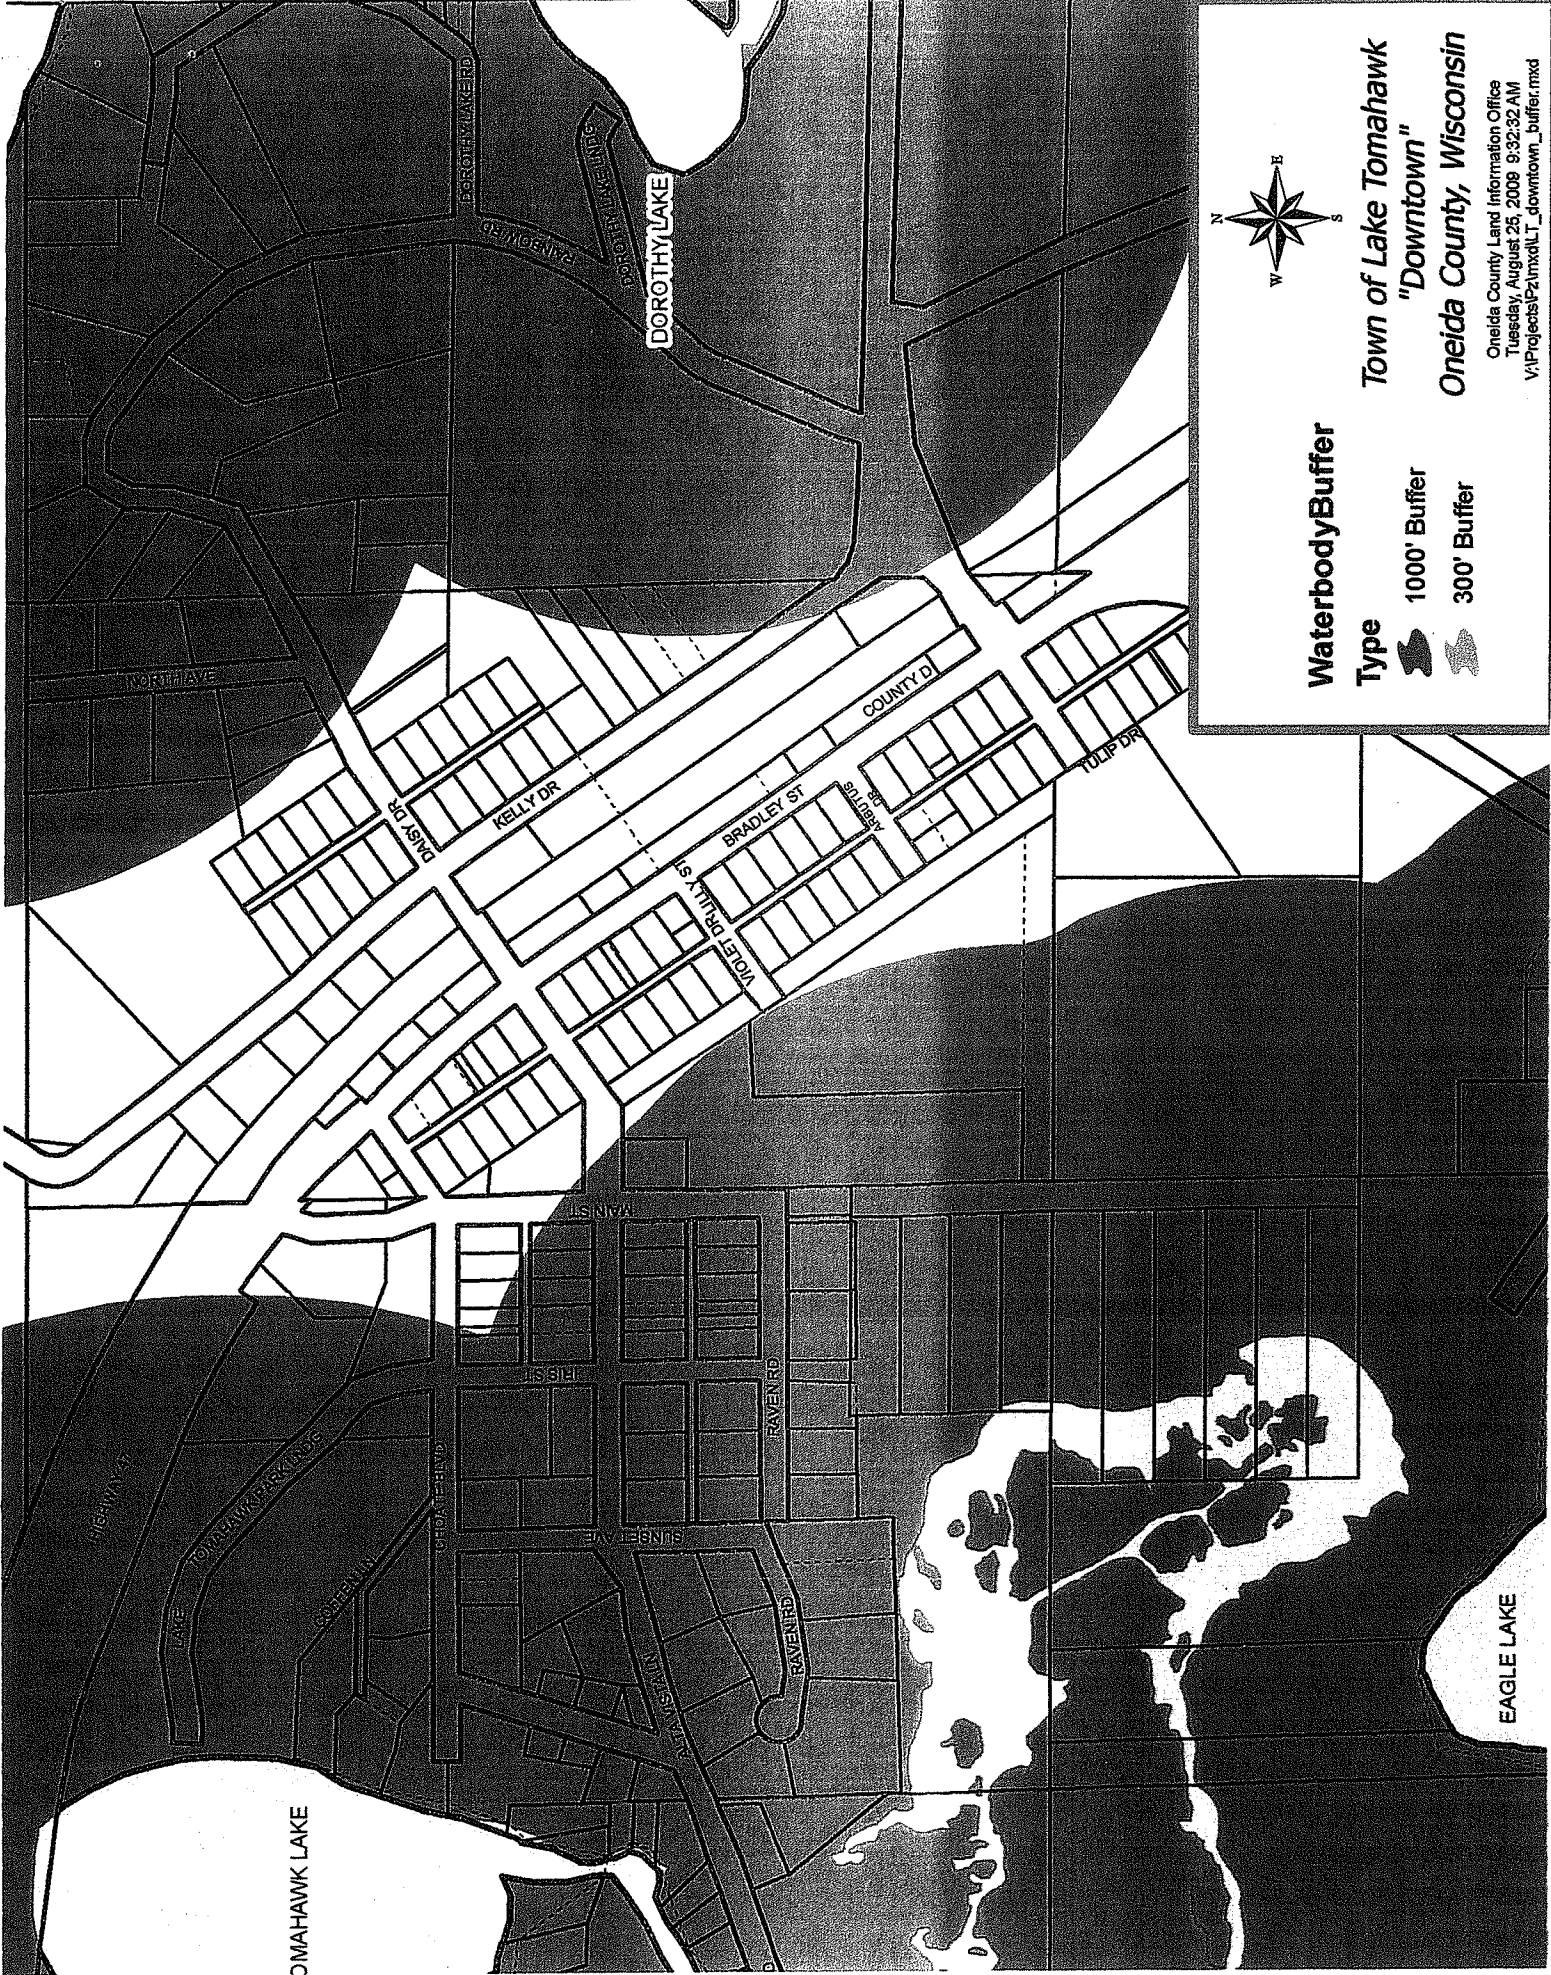 WaterbodyBuffer
Type
1000' Buffer
300' Buffer
Town of Lake Tomahawk
"Downtown"
Oneida County, Wisconsin
Oneida County Land Information Office
Tuesday, August 25, 2009 9:32:32 AM
V:\Projects\Pz\mxd\LT_downtown_buffer.mxd
N
W
E
S
DOROTHY LAKE RD
DOROTHY LAKE LNDG
RAINBOW RD
DOROTHY LAKE
NORTH AVE
DAISY DR
KELLY DR
COUNTY D
BRADLEY ST
ARBUTUS DR
TULIP DR
LILLY ST
VIOLET DR
MAIN ST
IRIS ST
RAVEN RD
HIGHWAY 47
LAKE TOMAHAWK PARK LNDG
CHOATE BLVD
SUNSET AVE
RAVEN RD
OMAHAWK LAKE
EAGLE LAKE